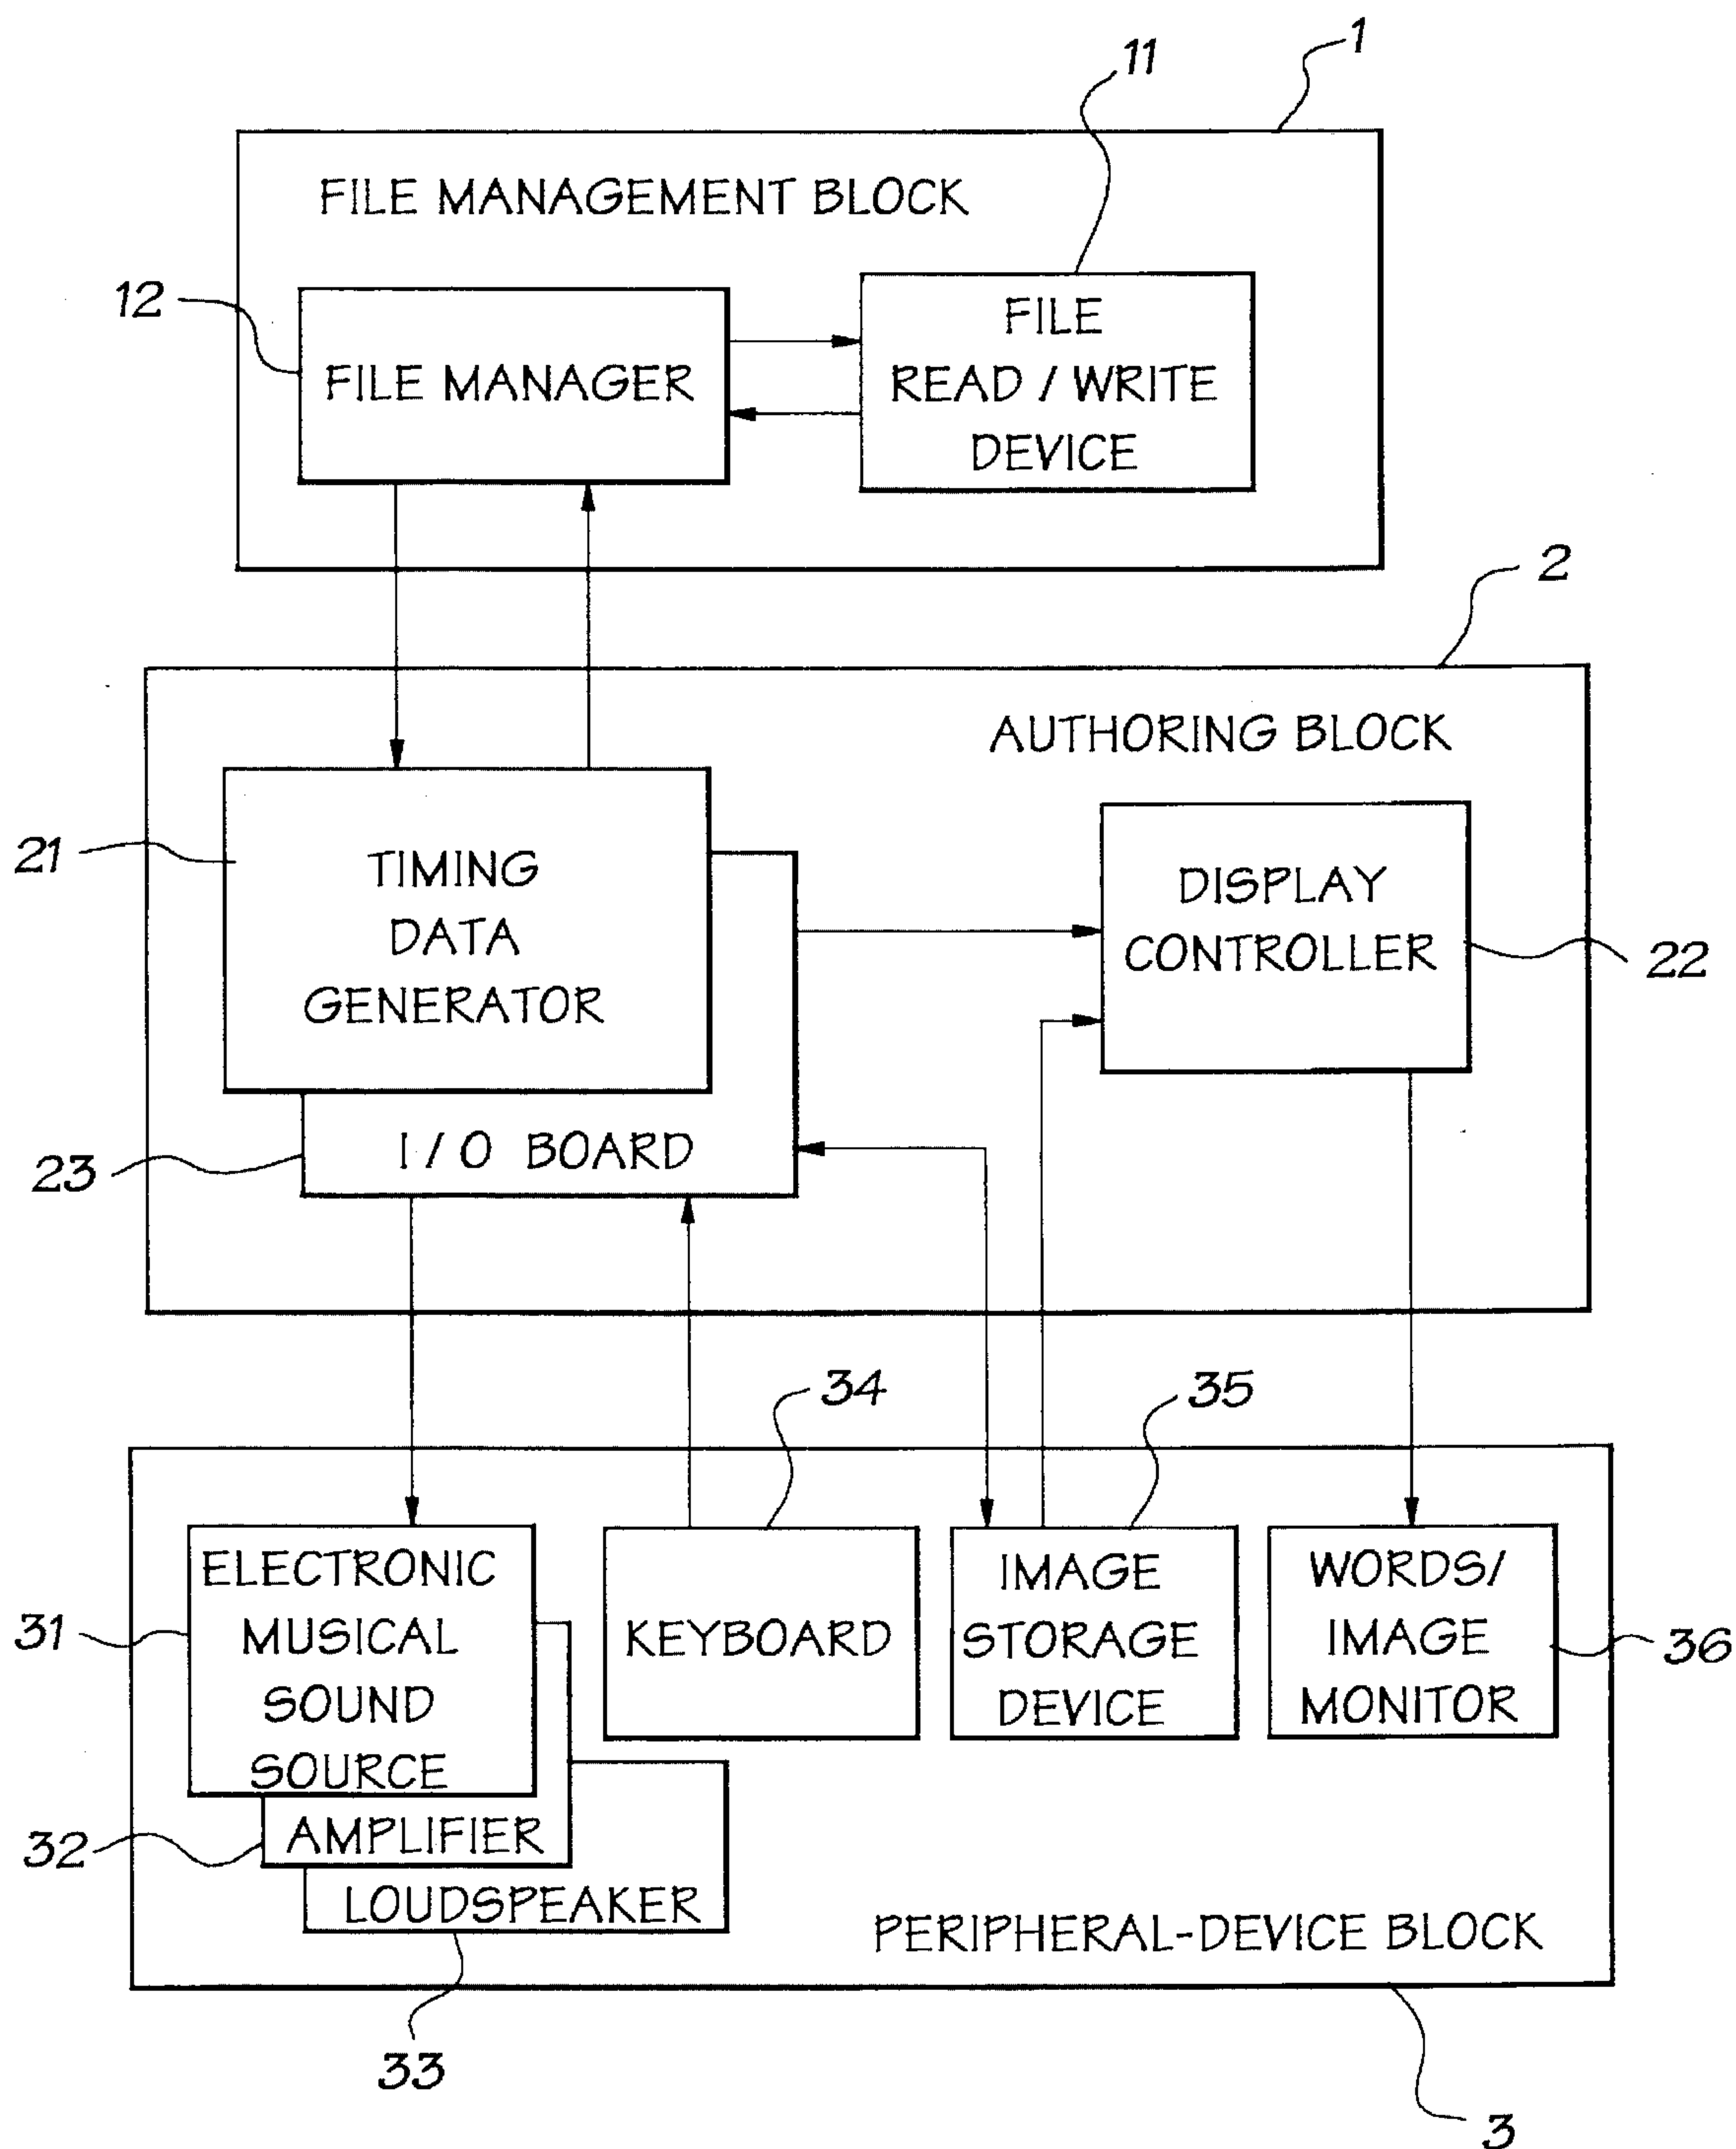 1
11
FILE MANAGEMENT BLOCK
12
FILE MANAGER
FILE
READ / WRITE
DEVICE
2
AUTHORING BLOCK
21
TIMING
DATA
GENERATOR
DISPLAY
CONTROLLER
22
23
I / O BOARD
34
35
31
ELECTRONIC
MUSICAL
SOUND
SOURCE
KEYBOARD
IMAGE
STORAGE
DEVICE
WORDS/
IMAGE
MONITOR
36
32
AMPLIFIER
LOUDSPEAKER
33
PERIPHERAL-DEVICE BLOCK
3